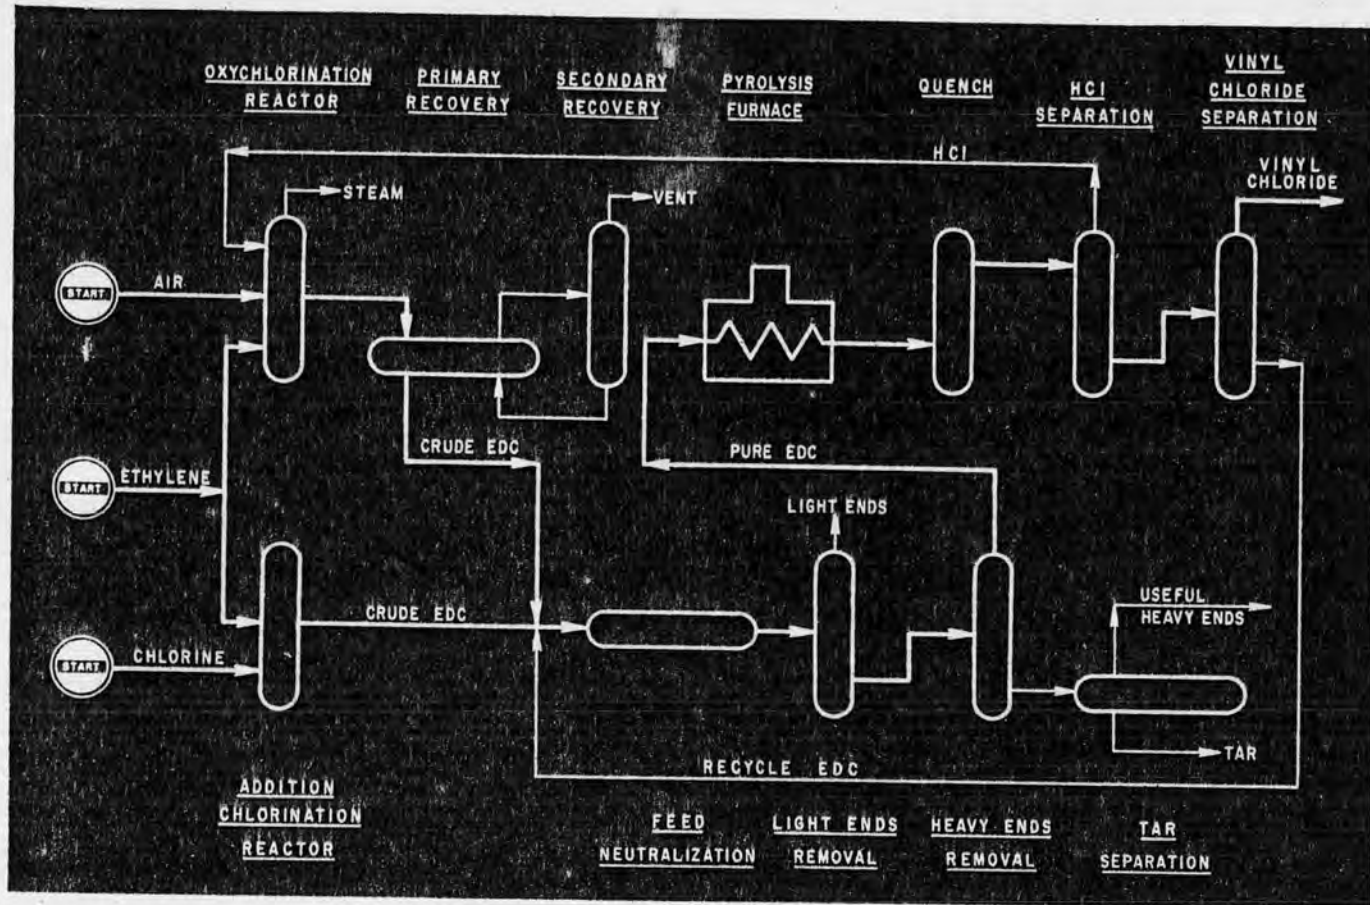 OXYCHLORINATION
REACTOR
PRIMARY
RECOVERY
SECONDARY
RECOVERY
PYROLYSIS
FURNACE
QUENCH
HCl
SEPARATION
VINYL
CHLORIDE
SEPARATION
HCl
STEAM
VENT
VINYL
CHLORIDE
START
AIR
CRUDE EDC
PURE EDC
START
ETHYLENE
LIGHT ENDS
CRUDE EDC
USEFUL
HEAVY ENDS
START
CHLORINE
TAR
RECYCLE EDC
ADDITION
CHLORINATION
REACTOR
FEED
NEUTRALIZATION
LIGHT ENDS
REMOVAL
HEAVY ENDS
REMOVAL
TAR
SEPARATION